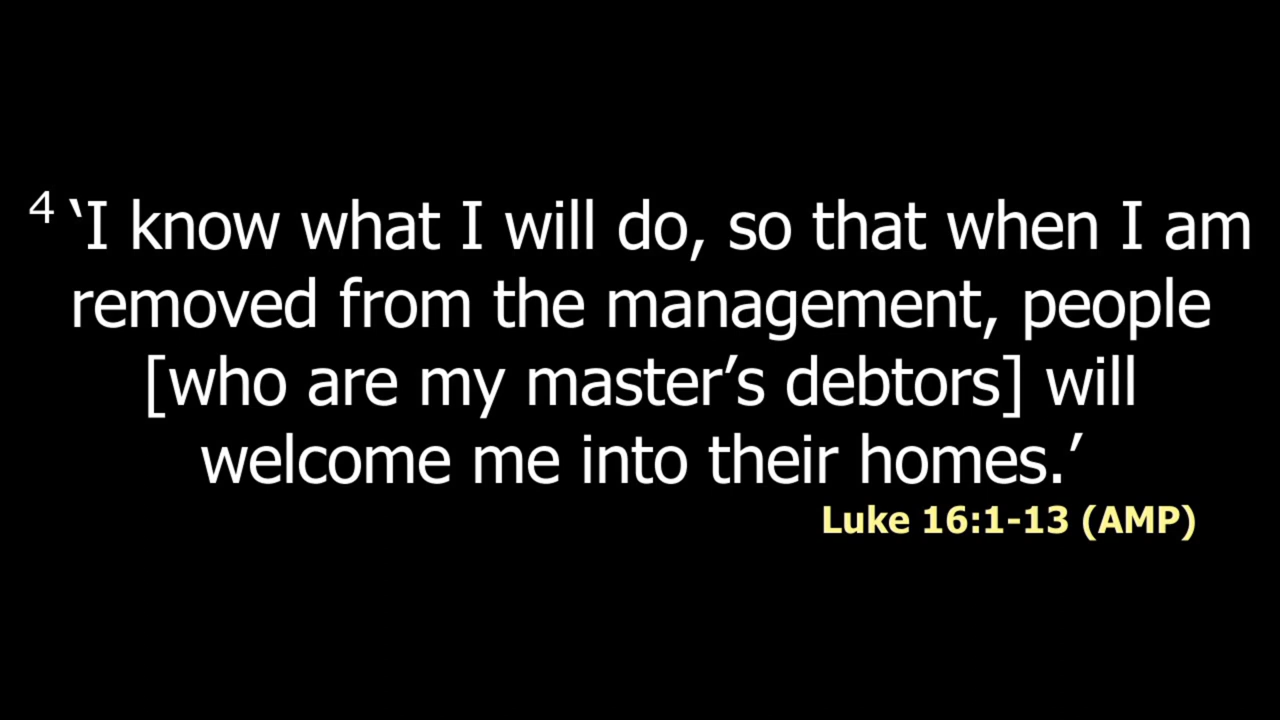 4 ‘I know what I will do, so that when I am
removed from the management, people
[who are my master’s debtors] will
welcome me into their homes.’
Luke 16:1-13 (AMP)